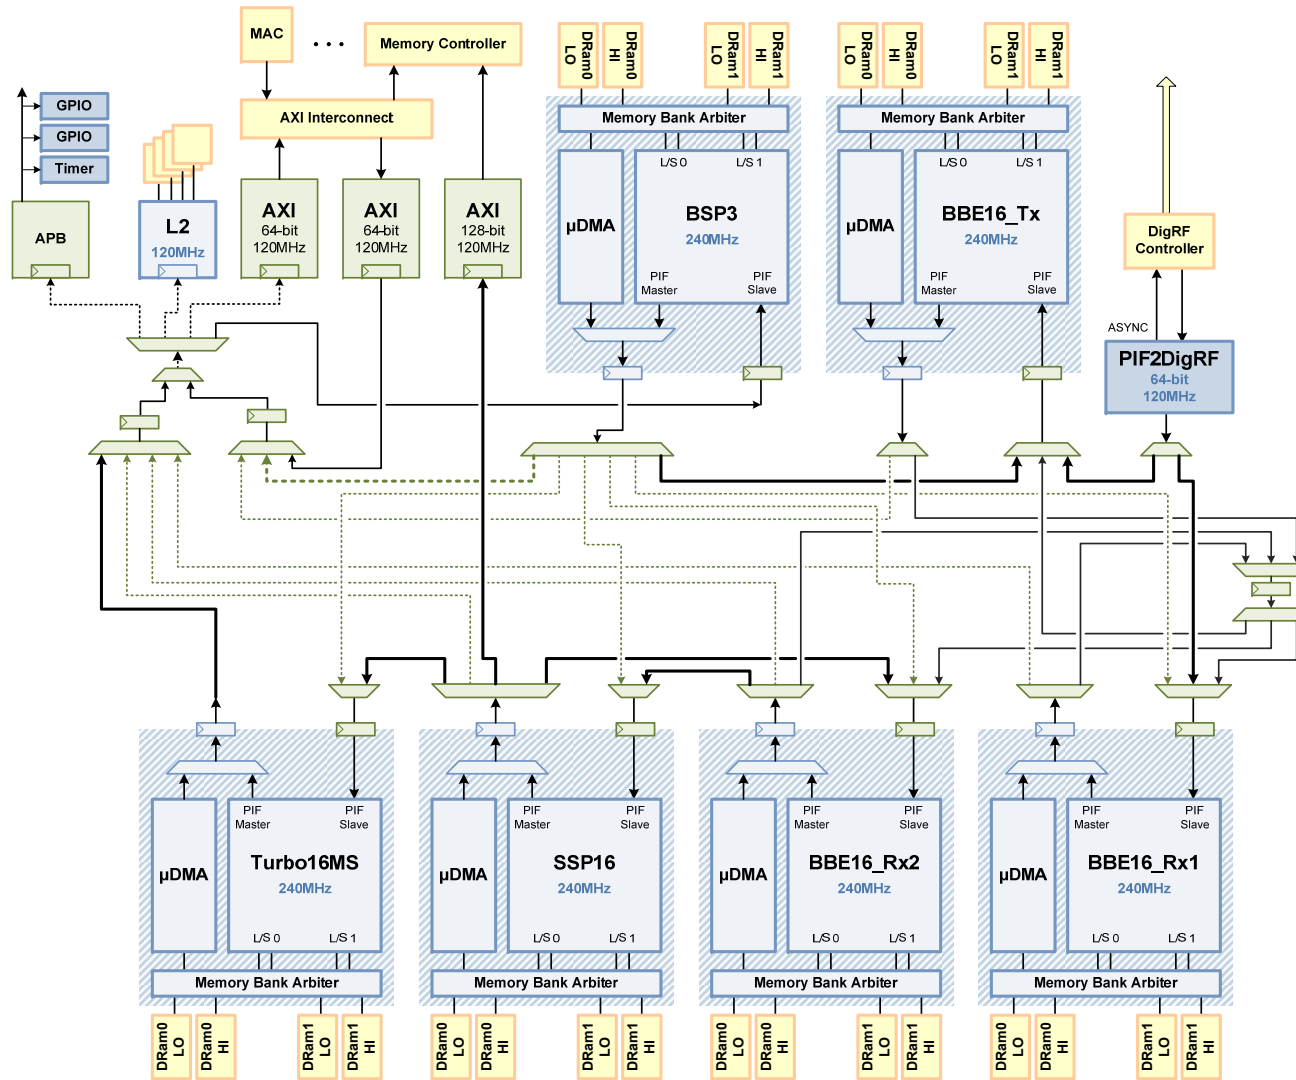 MAC
. . .
Memory Controller
AXI Interconnect
GPIO
GPIO
Timer
APB
L2
120MHz
AXI
64-bit
120MHz
AXI
64-bit
120MHz
AXI
128-bit
120MHz
DRam0
LO
DRam0
HI
DRam1
LO
DRam1
HI
Memory Bank Arbiter
L/S 0
L/S 1
µDMA
BSP3
240MHz
PIF
Master
PIF
Slave
DRam0
LO
DRam0
HI
DRam1
LO
DRam1
HI
Memory Bank Arbiter
L/S 0
L/S 1
µDMA
BBE16_Tx
240MHz
PIF
Master
PIF
Slave
DigRF
Controller
ASYNC
PIF2DigRF
64-bit
120MHz
PIF
Master
PIF
Slave
µDMA
Turbo16MS
240MHz
L/S 0
L/S 1
Memory Bank Arbiter
DRam0
LO
DRam0
HI
DRam1
LO
DRam1
HI
PIF
Master
PIF
Slave
µDMA
SSP16
240MHz
L/S 0
L/S 1
Memory Bank Arbiter
DRam0
LO
DRam0
HI
DRam1
LO
DRam1
HI
PIF
Master
PIF
Slave
µDMA
BBE16_Rx2
240MHz
L/S 0
L/S 1
Memory Bank Arbiter
DRam0
LO
DRam0
HI
DRam1
LO
DRam1
HI
PIF
Master
PIF
Slave
µDMA
BBE16_Rx1
240MHz
L/S 0
L/S 1
Memory Bank Arbiter
DRam0
LO
DRam0
HI
DRam1
LO
DRam1
HI